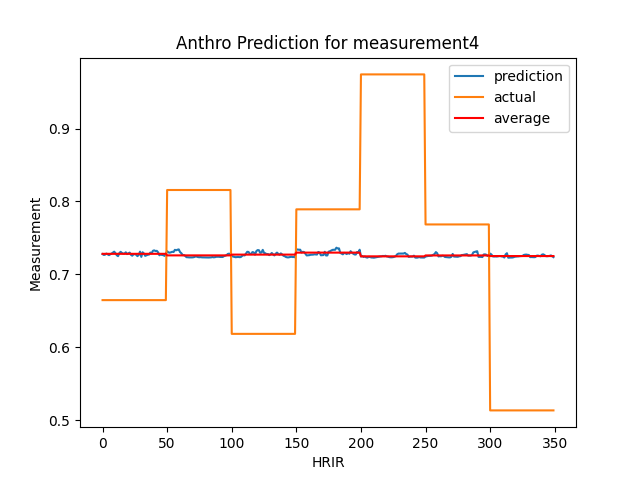 Anthro Prediction for measurement4
prediction
actual
average
Measurement
0.9
0.8
0.7
0.6
0.5
0 50 100 150 200 250 300 350
HRIR